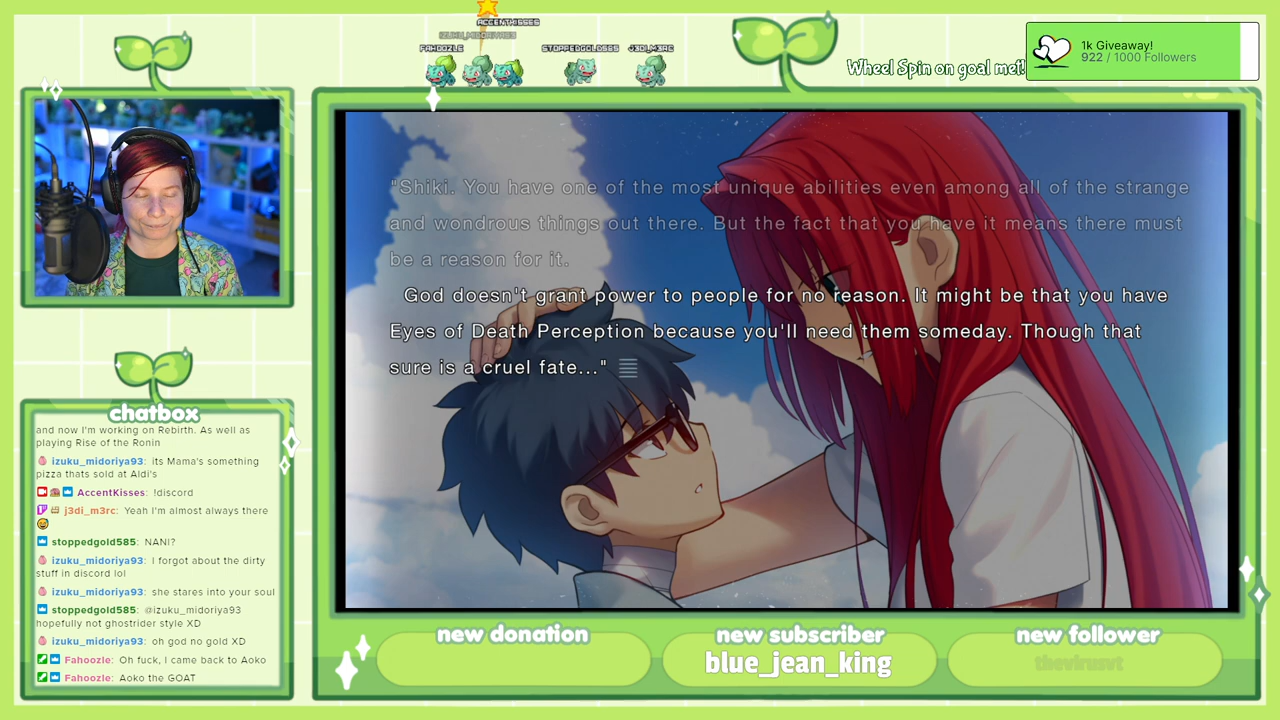 ACCENTKISSES
IZUKU_MIDORIYA93
FAHOOZLE
STOPPEDGOLD585
J3DI_M3RC
Wheel Spin on goal met!
1k Giveaway!
922 / 1000 Followers
"Shiki. You have one of the most unique abilities even among all of the strange
and wondrous things out there. But the fact that you have it means there must
be a reason for it.
God doesn't grant power to people for no reason. It might be that you have
Eyes of Death Perception because you'll need them someday. Though that
sure is a cruel fate..."
chatbox
and now I'm working on Rebirth. As well as
playing Rise of the Ronin
izuku_midoriya93: its Mama's something
pizza thats sold at Aldi's
AccentKisses: !discord
j3di_m3rc: Yeah I'm almost always there
stoppedgold585: NANI?
izuku_midoriya93: I forgot about the dirty
stuff in discord lol
izuku_midoriya93: she stares into your soul
stoppedgold585: @izuku_midoriya93
hopefully not ghostrider style XD
izuku_midoriya93: oh god no gold XD
Fahoozle: Oh fuck, I came back to Aoko
Fahoozle: Aoko the GOAT
new donation
new subscriber
blue_jean_king
new follower
thevirusvt